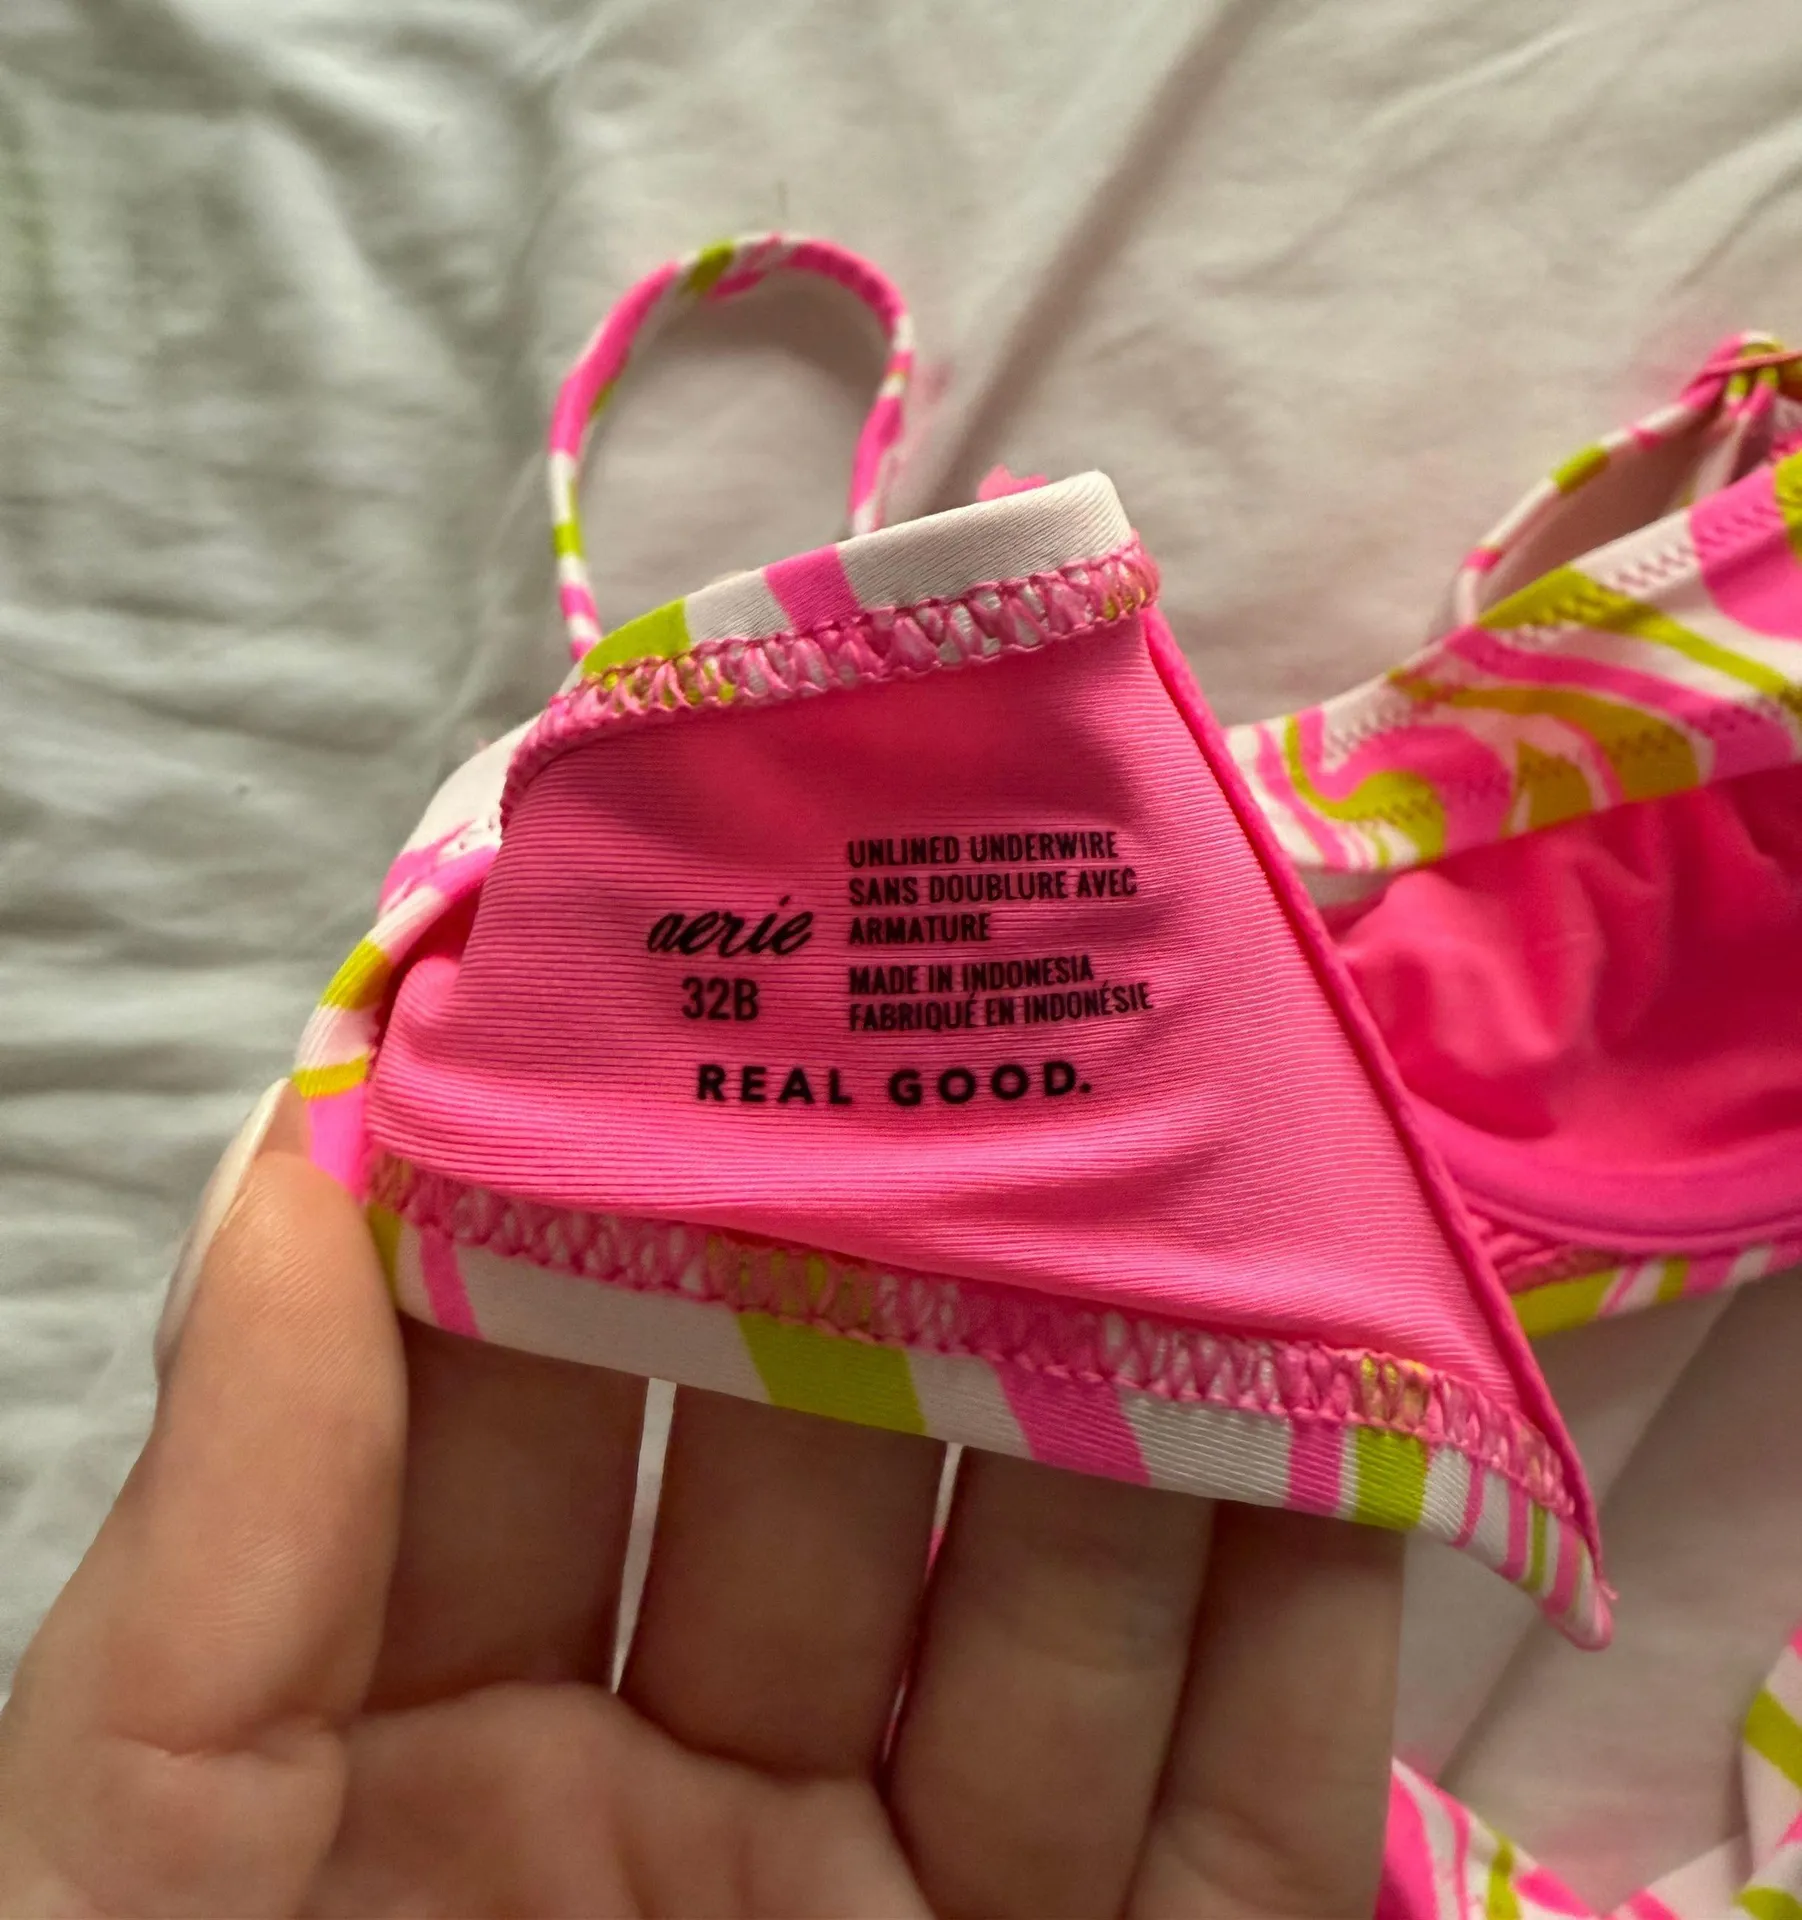 aerie
32B
UNLINED UNDERWIRE
SANS DOUBLURE AVEC
ARMATURE
MADE IN INDONESIA
FABRIQUÉ EN INDONÉSIE
REAL GOOD.